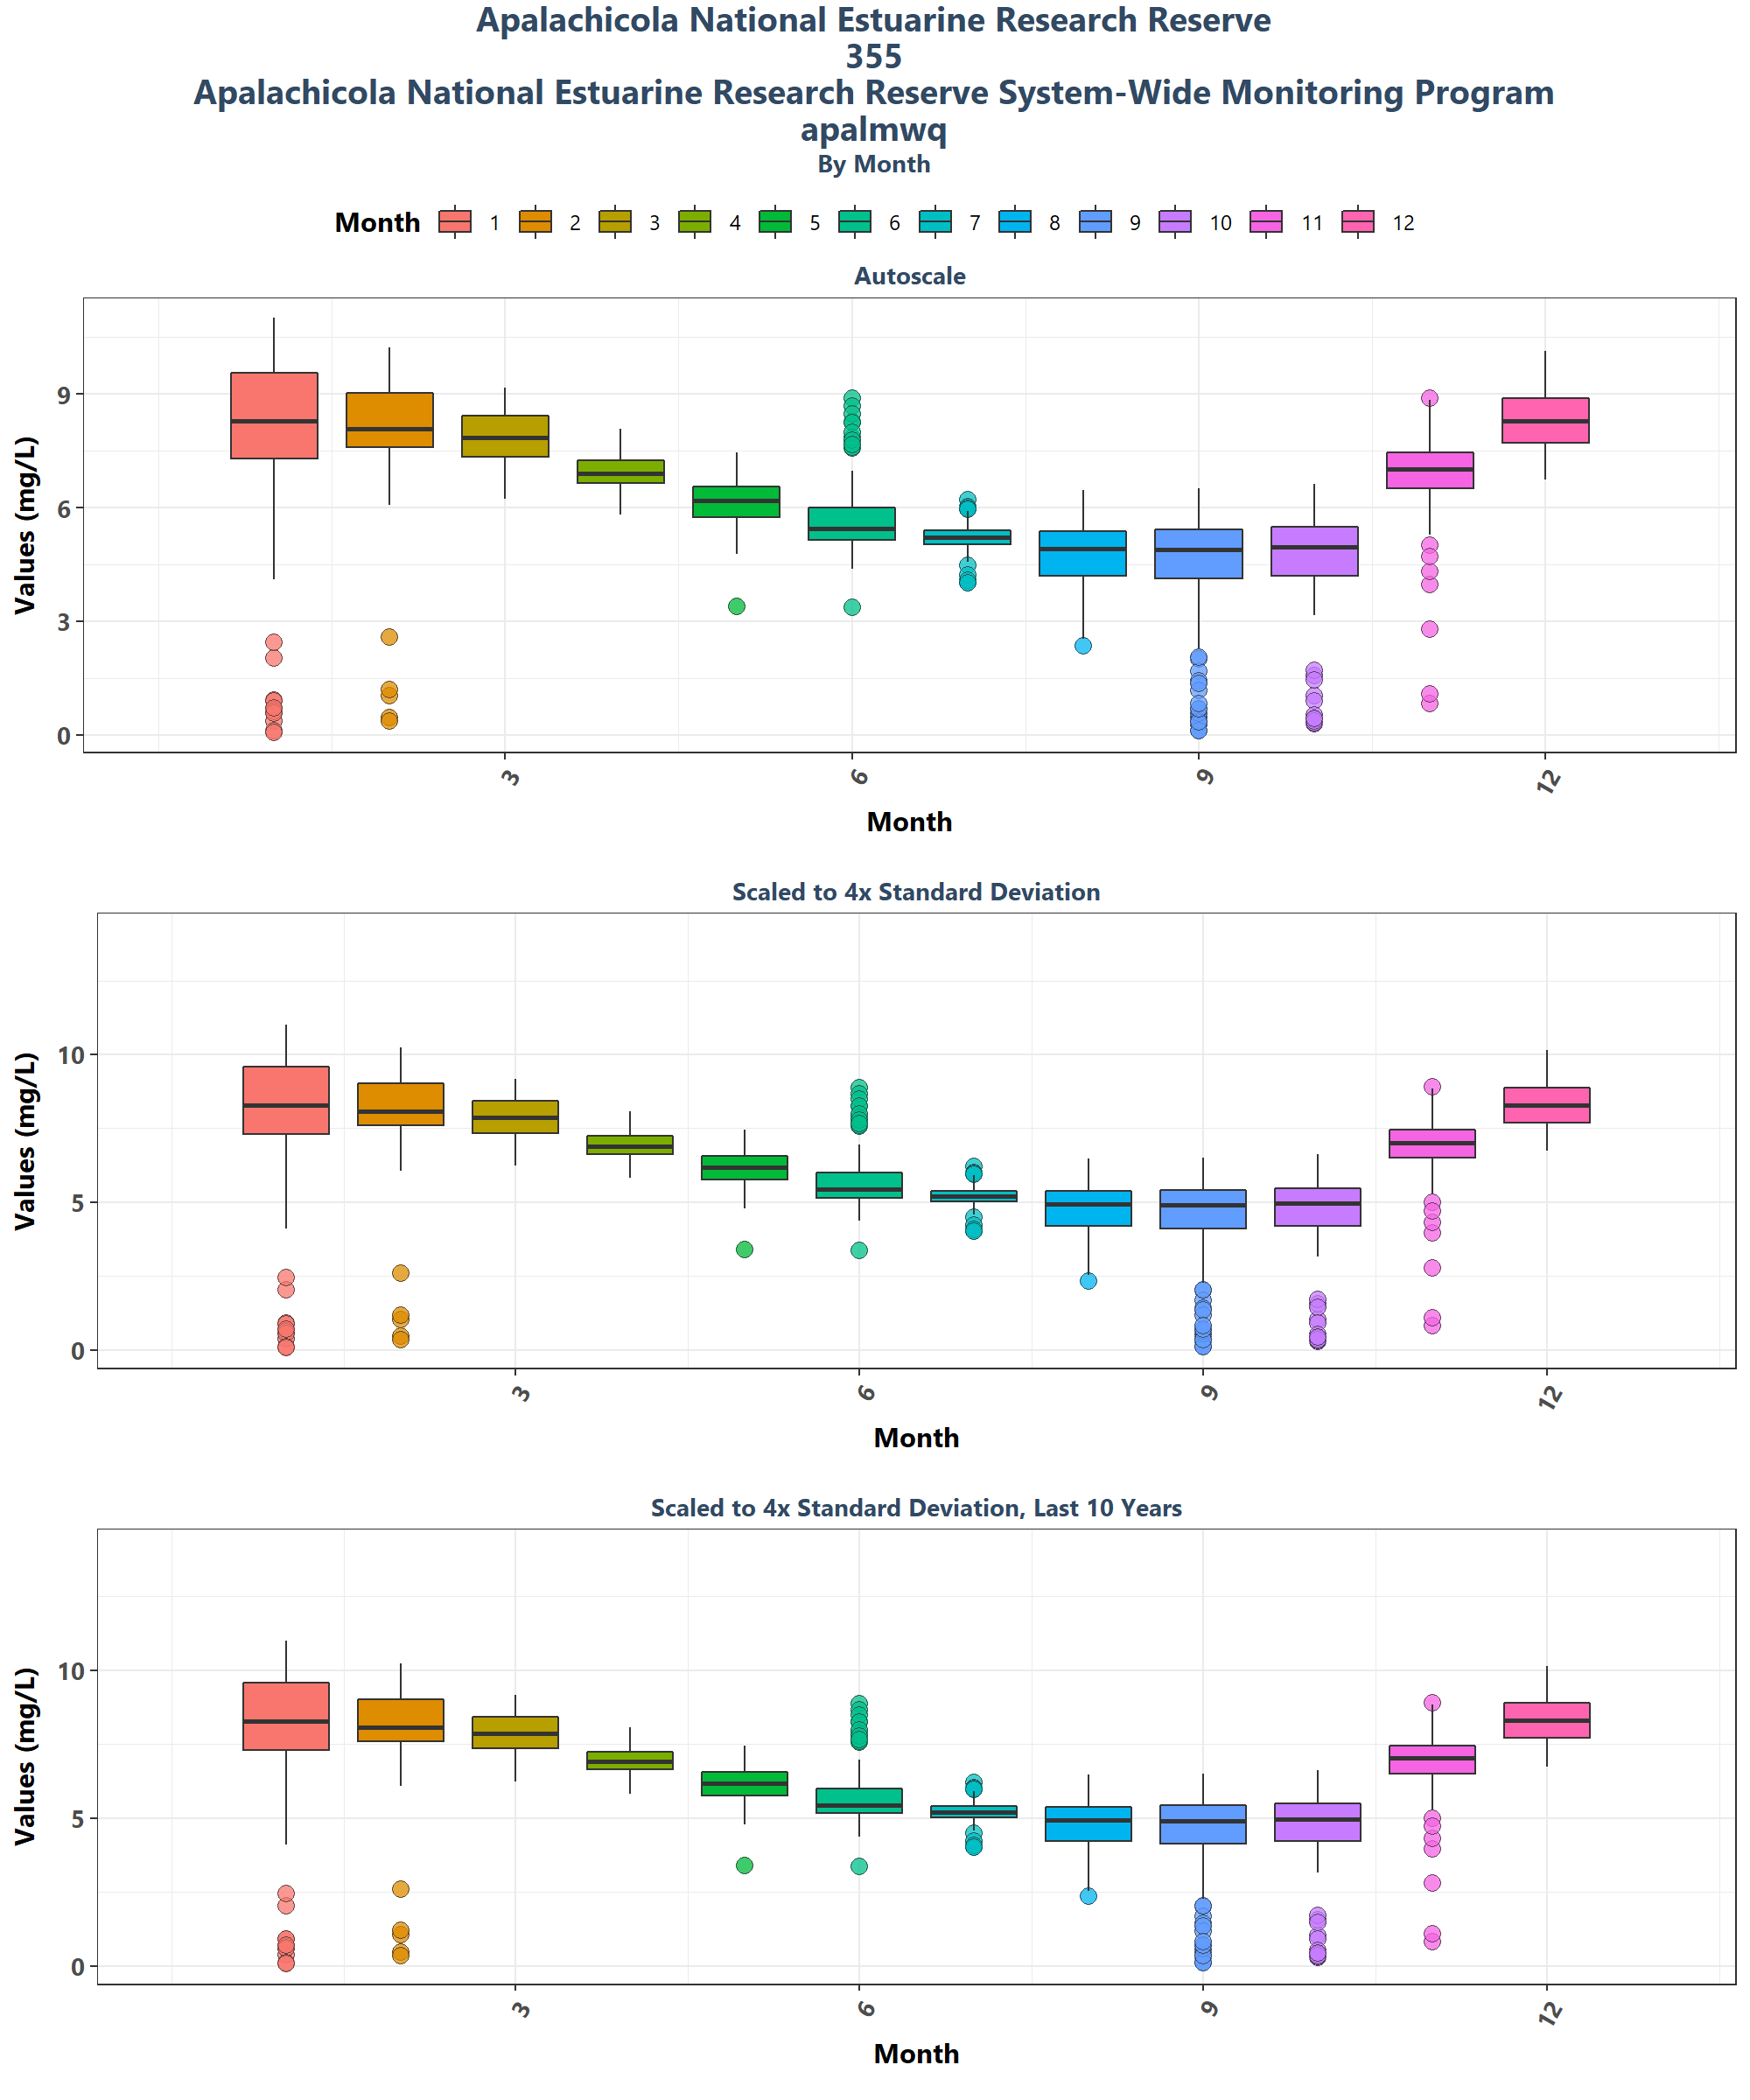 Apalachicola National Estuarine Research Reserve
355
Apalachicola National Estuarine Research Reserve System-Wide Monitoring Program
apalmwq
By Month
Month 1 2 3 4 5 6 7 8 9 10 11 12
Autoscale
Values (mg/L)
9
6
3
0
3 6 9 12
Month
Scaled to 4x Standard Deviation
Values (mg/L)
10
5
0
3 6 9 12
Month
Scaled to 4x Standard Deviation, Last 10 Years
Values (mg/L)
10
5
0
3 6 9 12
Month